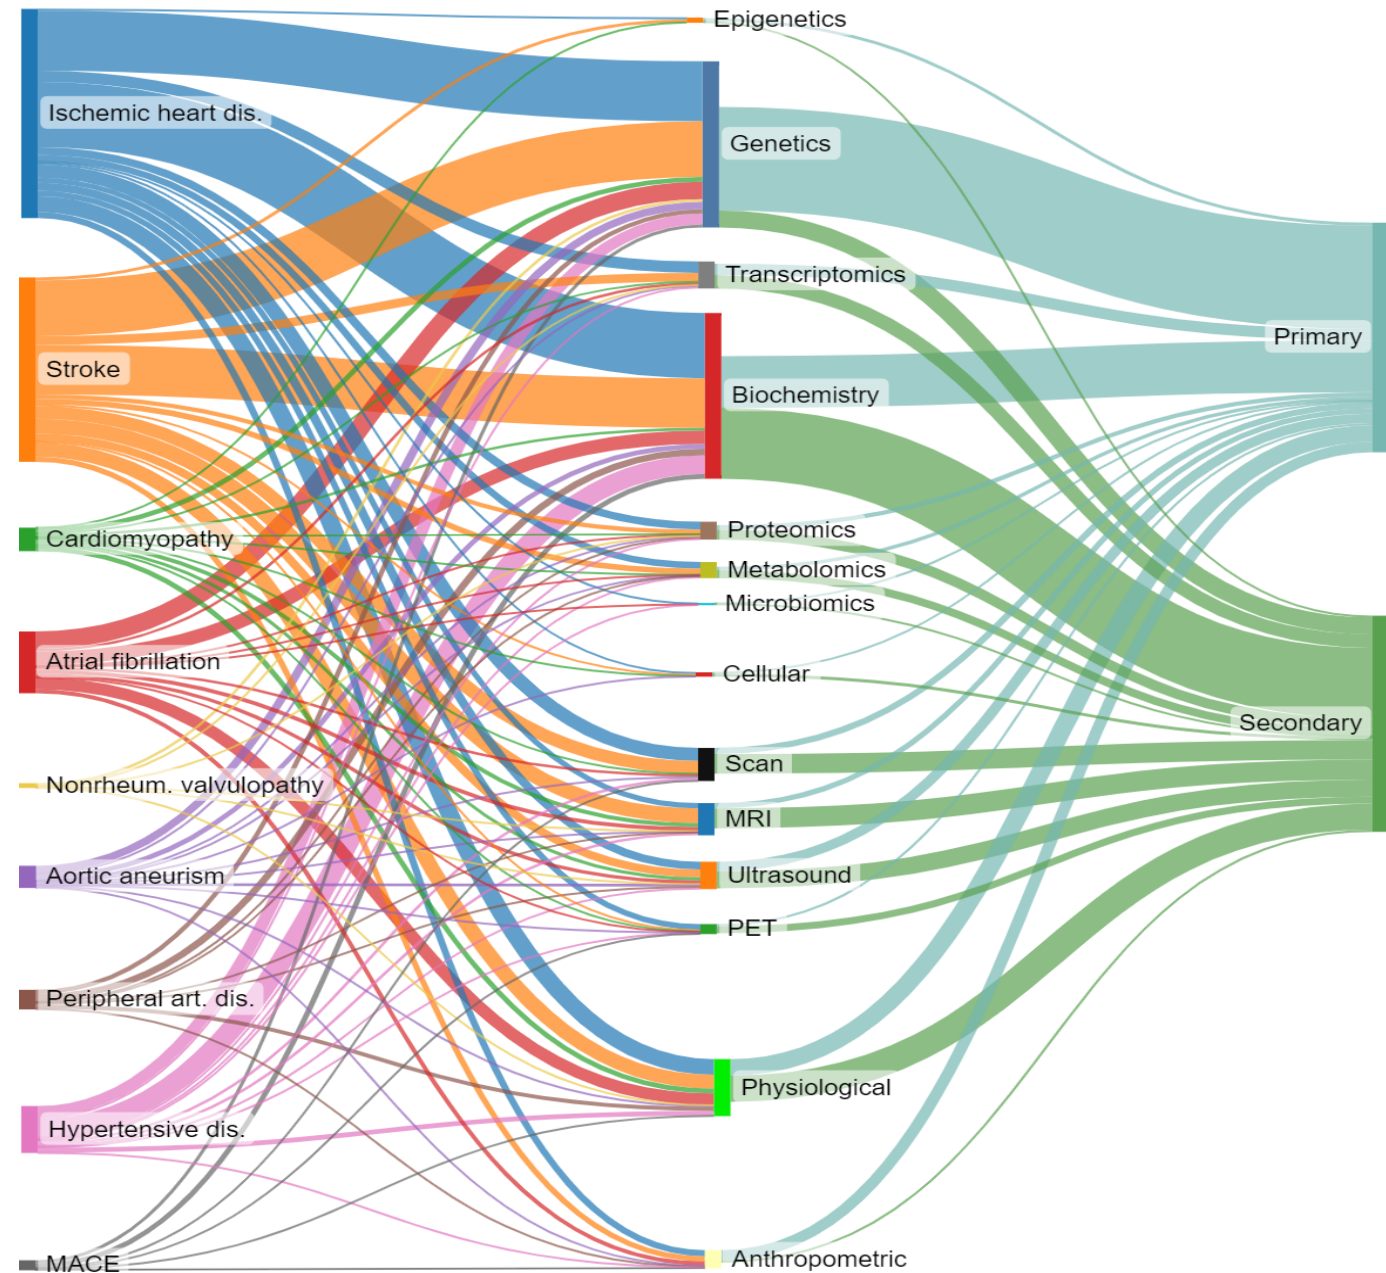 Ischemic heart dis.
Stroke
Cardiomyopathy
Atrial fibrillation
Nonrheum. valvulopathy
Aortic aneurism
Peripheral art. dis.
Hypertensive dis.
MACE
Epigenetics
Genetics
Transcriptomics
Biochemistry
Proteomics
Metabolomics
Microbiomics
Cellular
Scan
MRI
Ultrasound
PET
Physiological
Anthropometric
Primary
Secondary